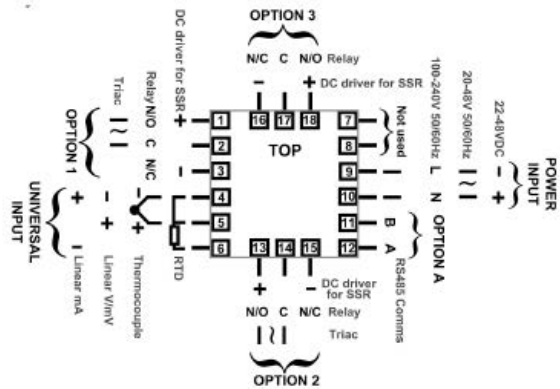 OPTION 3
N/C C N/O Relay
− + DC driver for SSR
16 17 18
TOP
1
2
3
4
5
6
7
8
9
10
11
12
13 14 15
DC driver for SSR
+
−
Relay N/O C N/C
Triac
~
OPTION 1
RTD
Thermocouple
− +
Linear V/mV
− +
Linear mA
+ −
UNIVERSAL INPUT
Not used
100-240V 50/60Hz L N
20-48V 50/60Hz
~
22-48VDC
− +
POWER INPUT
B
A
RS485 Comms
OPTION A
+ − DC driver
for SSR
N/O C N/C Relay
~ Triac
OPTION 2